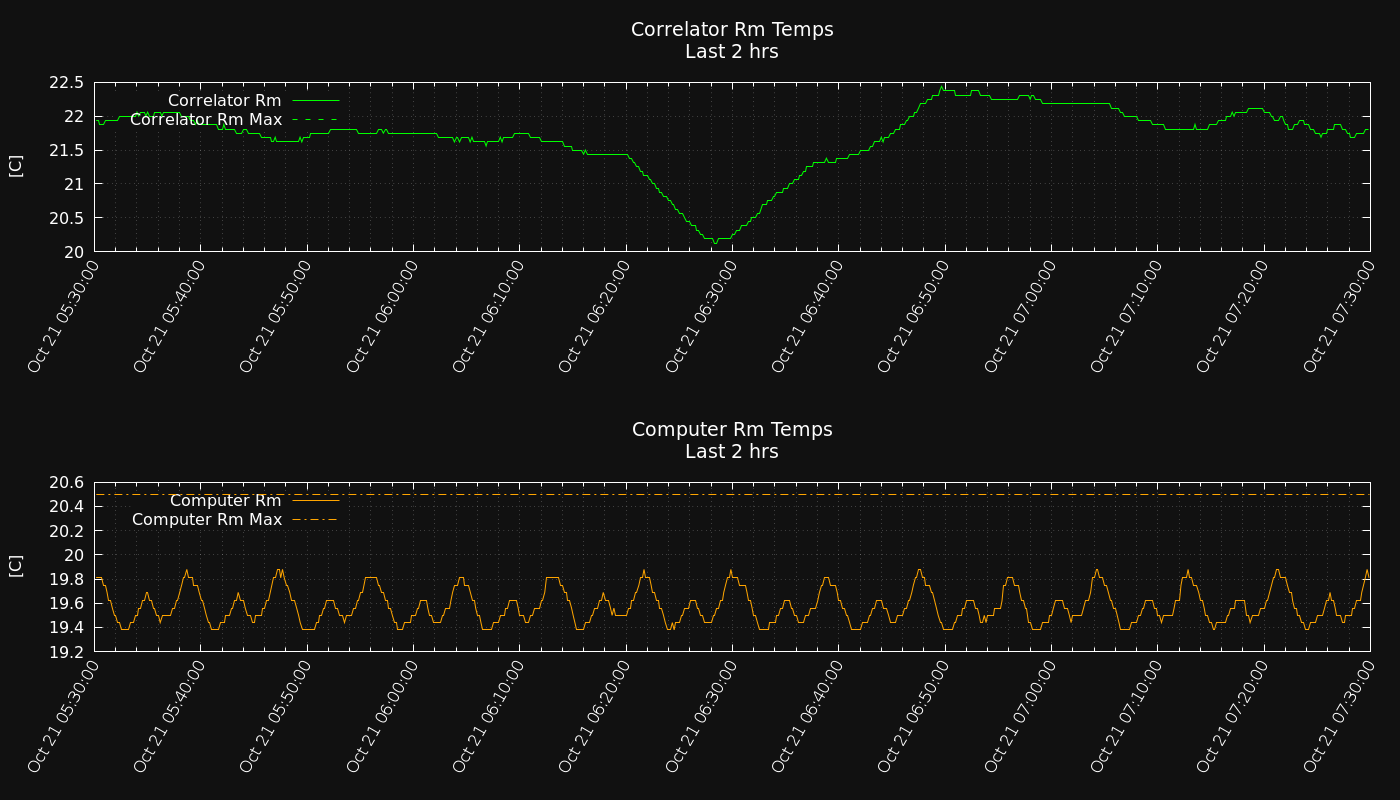 Correlator Rm Temps
Last 2 hrs
22.5
22
21.5
21
20.5
20
[C]
Correlator Rm
Correlator Rm Max
Oct 21 05:30:00
Oct 21 05:40:00
Oct 21 05:50:00
Oct 21 06:00:00
Oct 21 06:10:00
Oct 21 06:20:00
Oct 21 06:30:00
Oct 21 06:40:00
Oct 21 06:50:00
Oct 21 07:00:00
Oct 21 07:10:00
Oct 21 07:20:00
Oct 21 07:30:00
Computer Rm Temps
Last 2 hrs
20.6
20.4
20.2
20
19.8
19.6
19.4
19.2
[C]
Computer Rm
Computer Rm Max
Oct 21 05:30:00
Oct 21 05:40:00
Oct 21 05:50:00
Oct 21 06:00:00
Oct 21 06:10:00
Oct 21 06:20:00
Oct 21 06:30:00
Oct 21 06:40:00
Oct 21 06:50:00
Oct 21 07:00:00
Oct 21 07:10:00
Oct 21 07:20:00
Oct 21 07:30:00